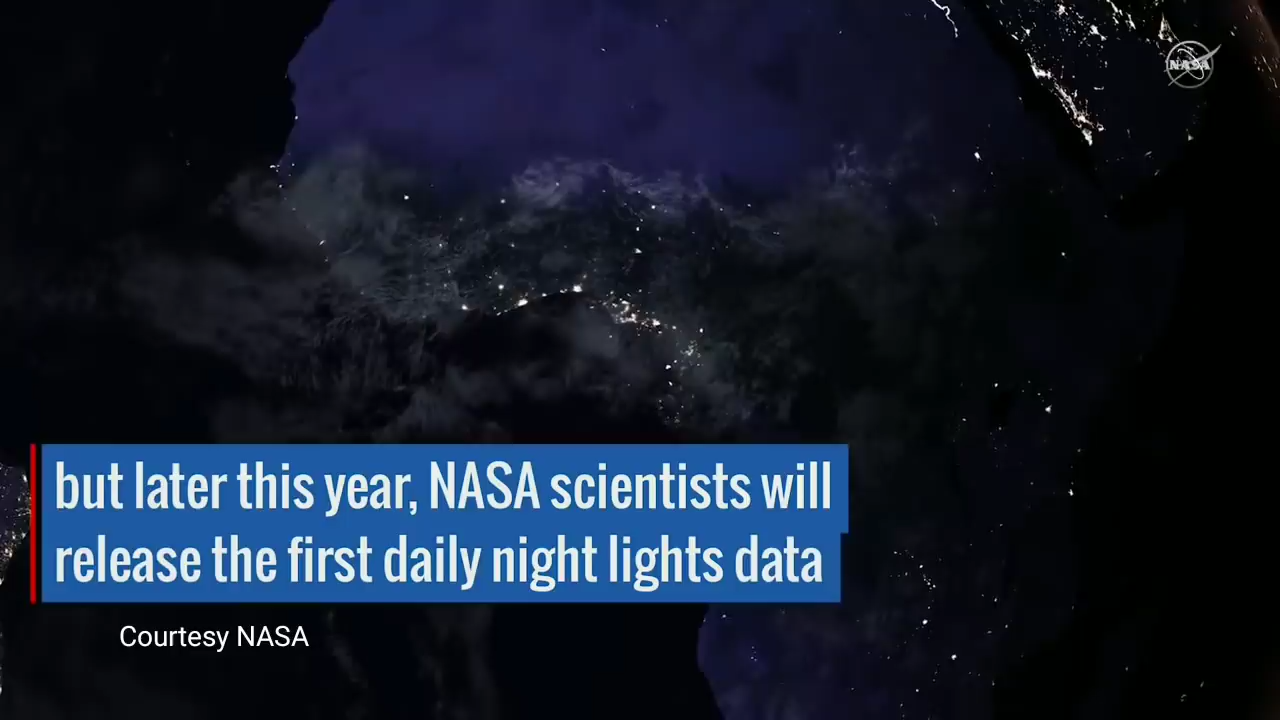 NASA
but later this year, NASA scientists will
release the first daily night lights data
Courtesy NASA